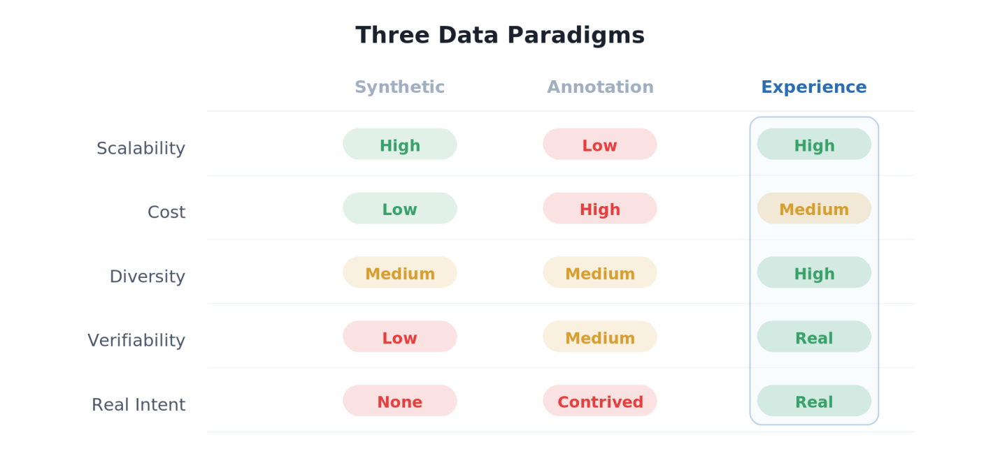 Three Data Paradigms
Synthetic Annotation Experience
Scalability High Low High
Cost Low High Medium
Diversity Medium Medium High
Verifiability Low Medium Real
Real Intent None Contrived Real